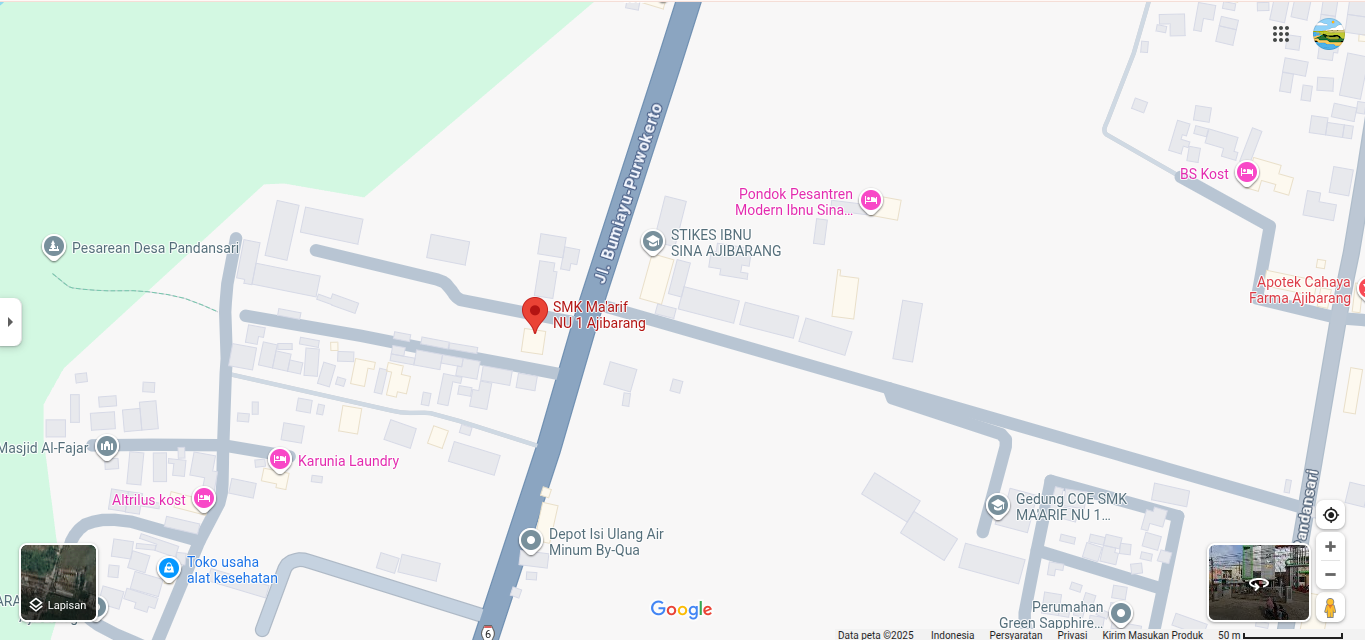 Jl. Bumiayu-Purwokerto
BS Kost
Pondok Pesantren
Modern Ibnu Sina...
STIKES IBNU
SINA AJIBARANG
Pesarean Desa Pandansari
Apotek Cahaya
Farma Ajibarang
SMK Ma'arif
NU 1 Ajibarang
Masjid Al-Fajar
Karunia Laundry
Altrilus kost
Gedung COE SMK
MAARIF NU 1...
andansari
Depot Isi Ulang Air
Minum By-Qua
Toko usaha
alat kesehatan
Lapisan
Google
Perumahan
Green Sapphire...
6
Data peta ©2025 Indonesia Persyaratan Privasi Kirim Masukan Produk 50 m